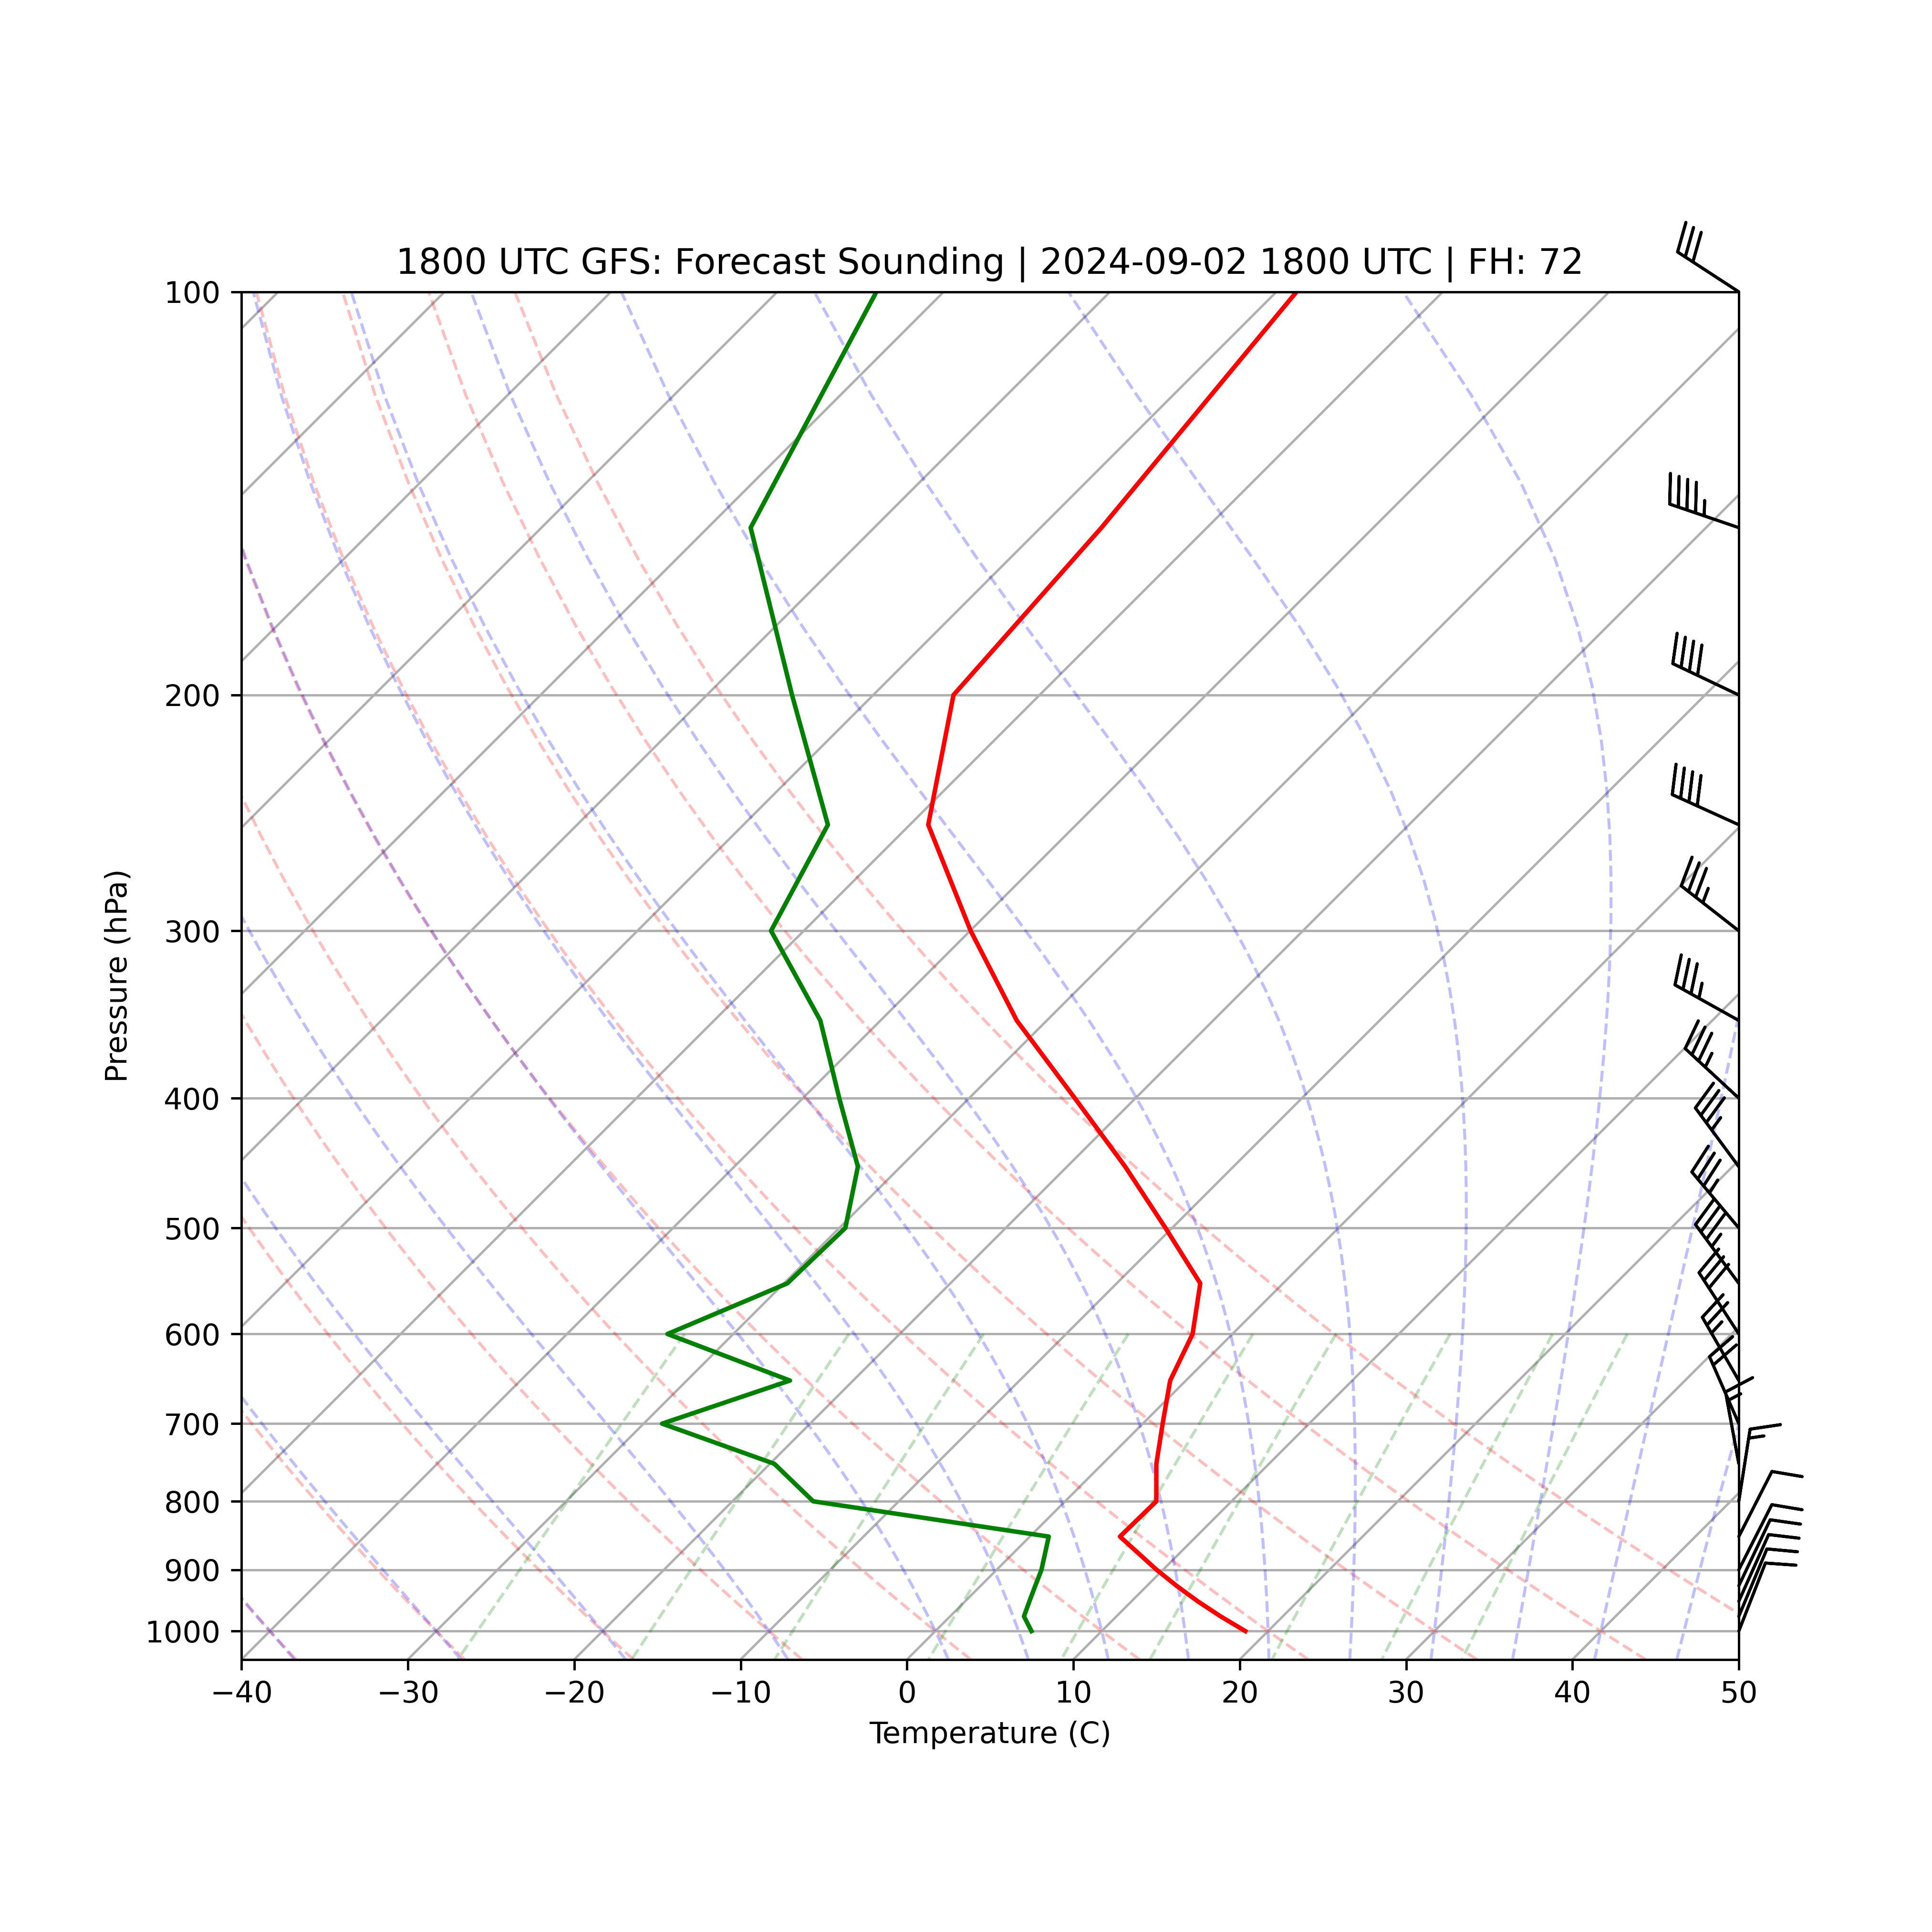 1800 UTC GFS: Forecast Sounding | 2024-09-02 1800 UTC | FH: 72
100
200
300
400
500
600
700
800
900
1000
Pressure (hPa)
−40 −30 −20 −10 0 10 20 30 40 50
Temperature (C)